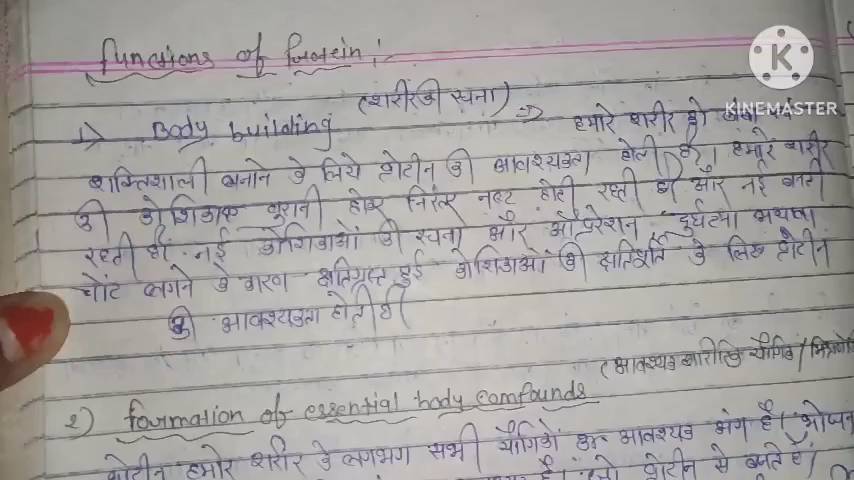 functions of Protein :
(शरीर की रचना)
1) Body building → हमारे शरीर को
शक्तिशाली बनाने के लिये प्रोटीन की आवश्यकता होती है। हमारे शरीर
की कोशिकाए पुरानी होकर निरंतर नष्ट होती रहती है और नई बनती
रहती है। नई कोशिकाओं की रचना और ऑपरेशन, दुर्घटना अथवा
चोंट लगने के कारण क्षतिग्रस्त हुई कोशिकाओं की क्षतिपूर्ति के लिए प्रोटीन
की आवश्यकता होती है
(आवश्यक शारीरिक यौगिक /
2) formation of essential body compounds
प्रोटीन हमारे शरीर के लगभग सभी यौगिकों का आवश्यक अंग है। भोजन
है। जो प्रोटीन से बनते है।
K
KINEMASTER